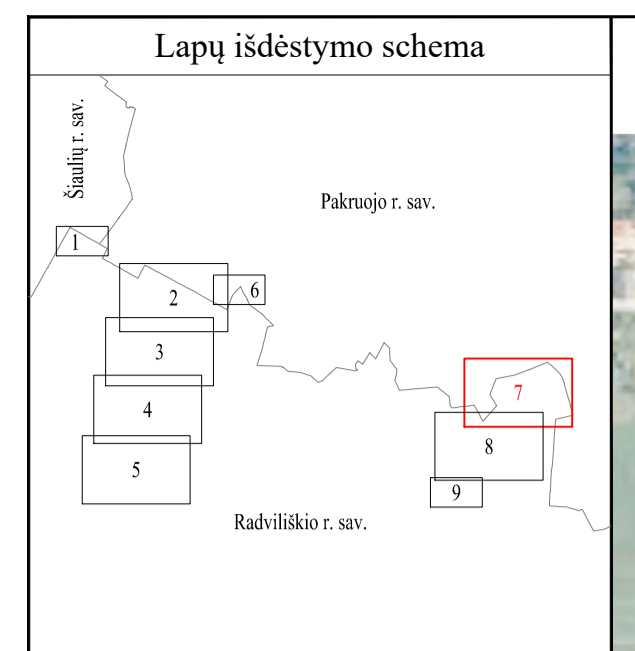 Lapų išdėstymo schema
Šiaulių r. sav.
Pakruojo r. sav.
1
2
6
3
7
4
8
5
9
Radviliškio r. sav.